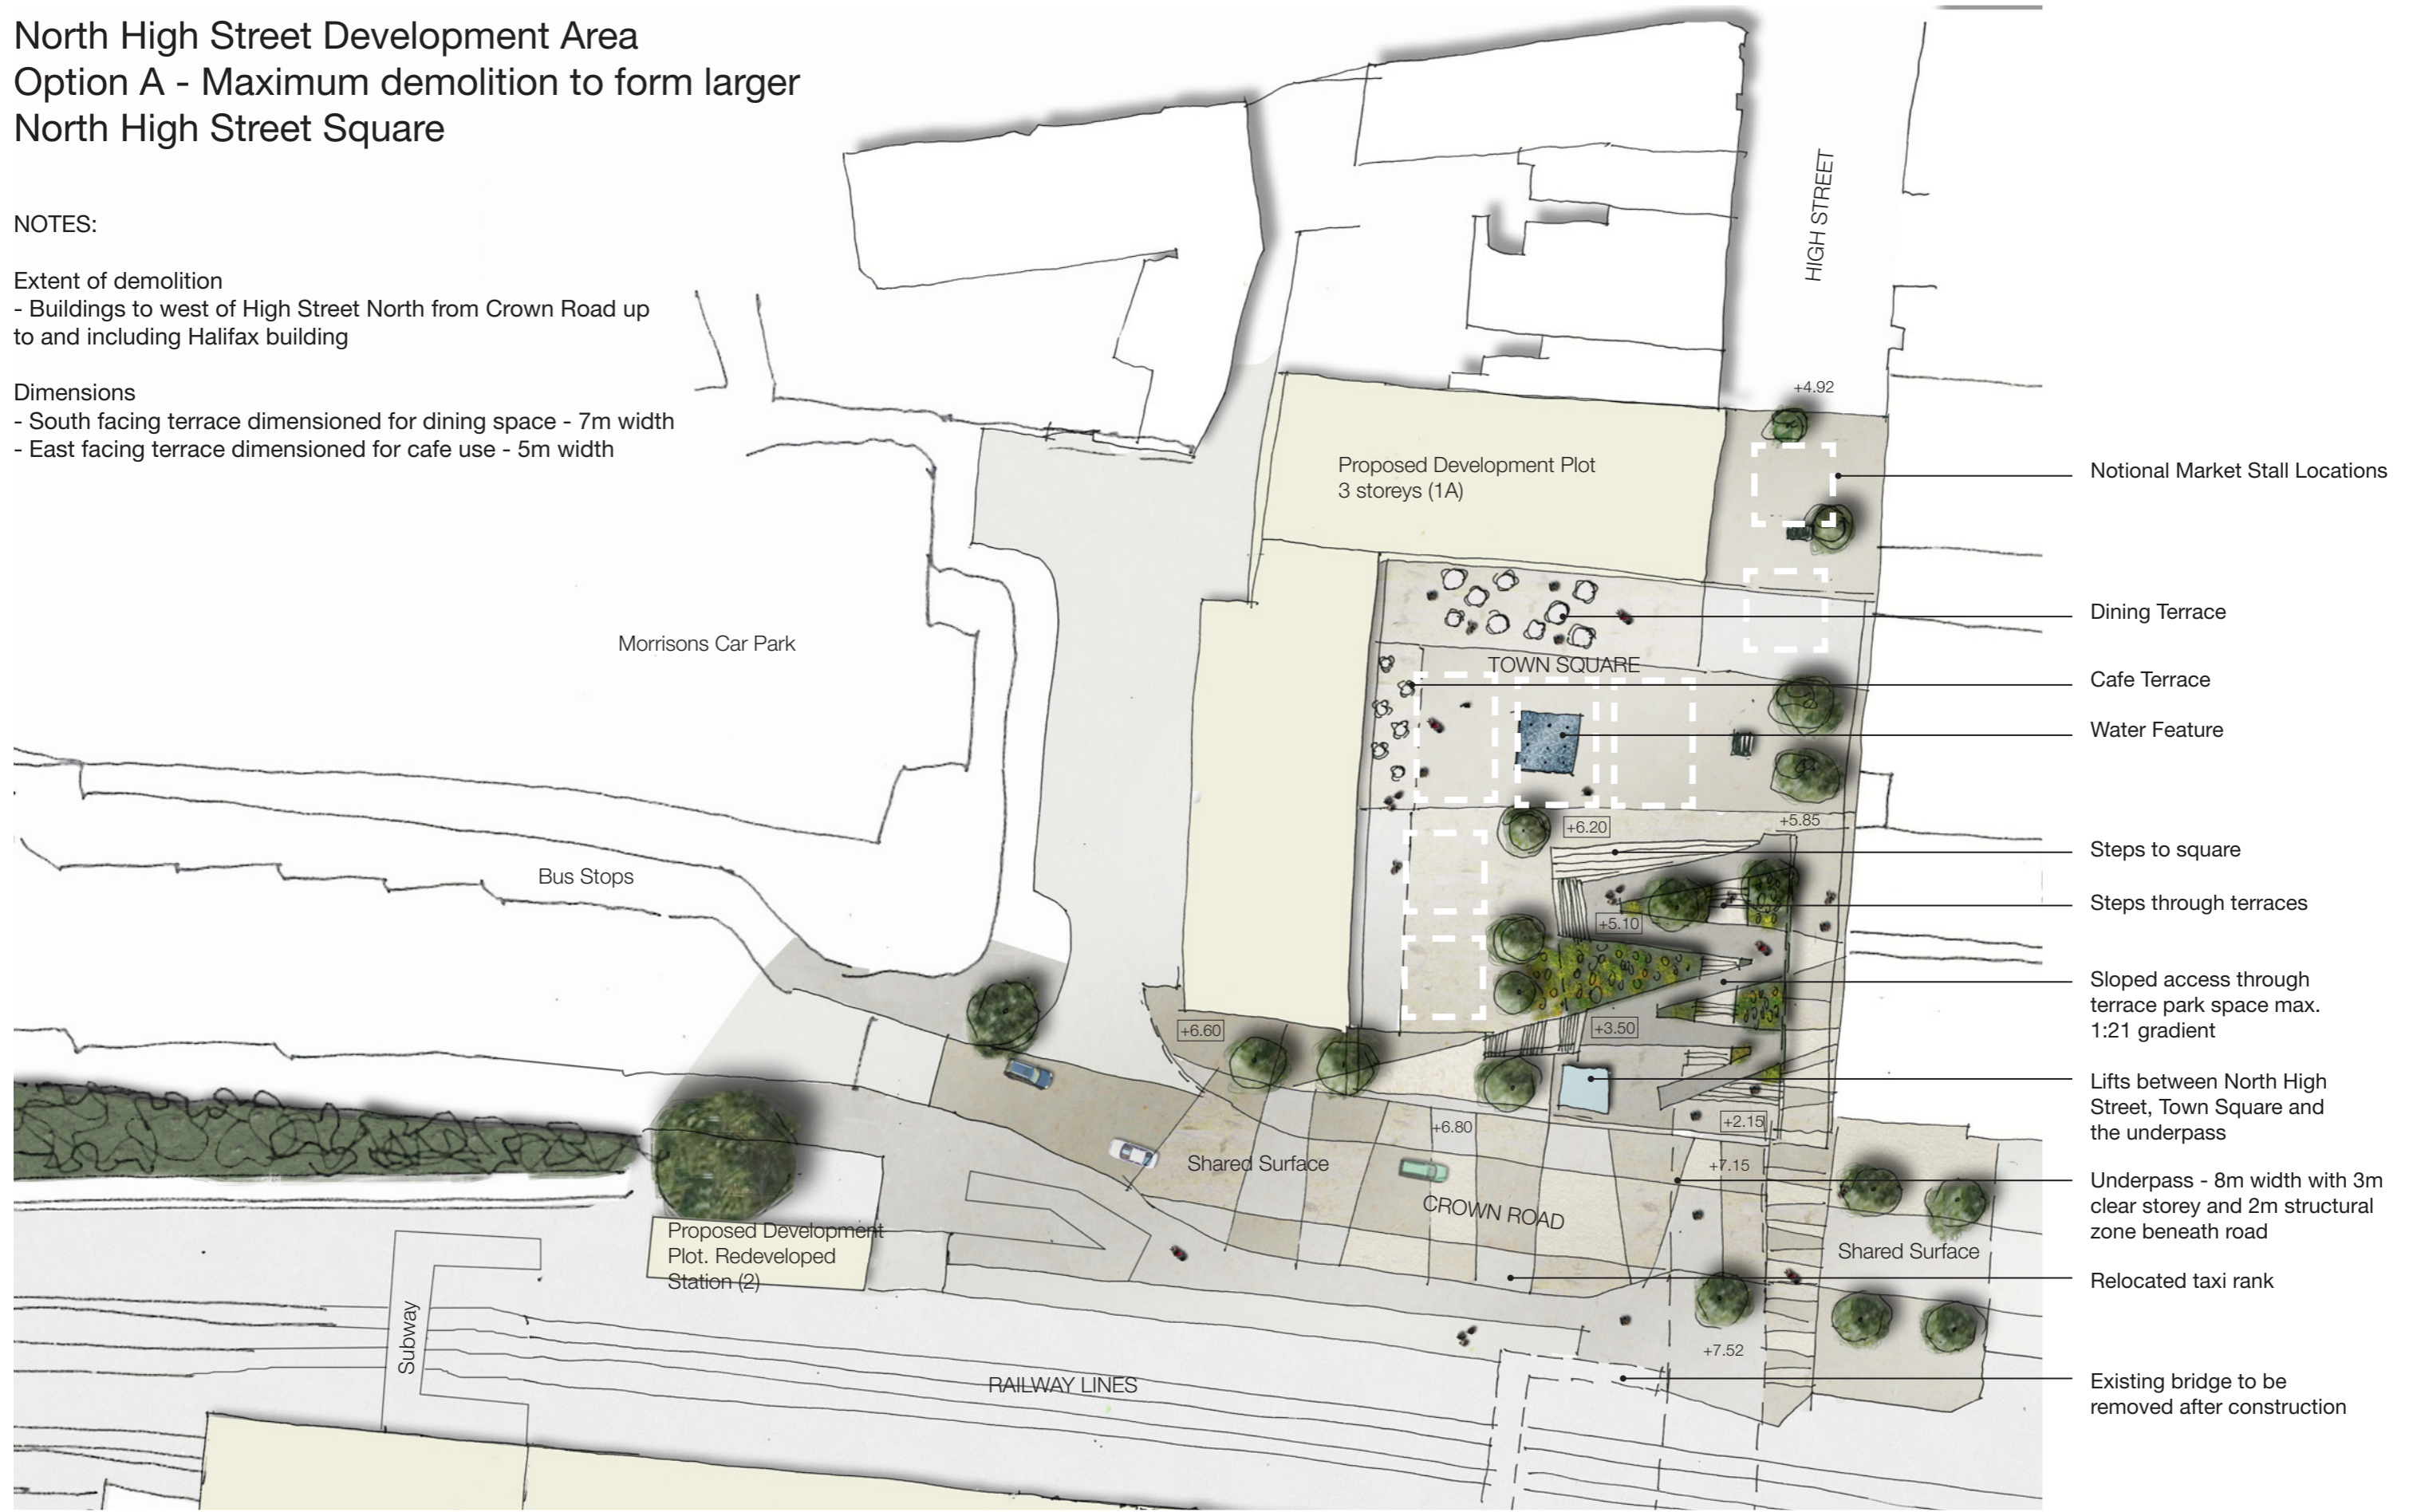 North High Street Development Area
Option A - Maximum demolition to form larger
North High Street Square
NOTES:
Extent of demolition
- Buildings to west of High Street North from Crown Road up
to and including Halifax building
Dimensions
- South facing terrace dimensioned for dining space - 7m width
- East facing terrace dimensioned for cafe use - 5m width
HIGH STREET
+4.92
Proposed Development Plot
3 storeys (1A)
Notional Market Stall Locations
Dining Terrace
Morrisons Car Park
TOWN SQUARE
Cafe Terrace
Water Feature
+6.20
+5.85
Steps to square
Bus Stops
Steps through terraces
+5.10
Sloped access through
terrace park space max.
1:21 gradient
+6.60
+3.50
Lifts between North High
Street, Town Square and
the underpass
+2.15
+6.80
Shared Surface
+7.15
Underpass - 8m width with 3m
clear storey and 2m structural
zone beneath road
CROWN ROAD
Proposed Development
Plot. Redeveloped
Station (2)
Shared Surface
Relocated taxi rank
Subway
+7.52
RAILWAY LINES
Existing bridge to be
removed after construction